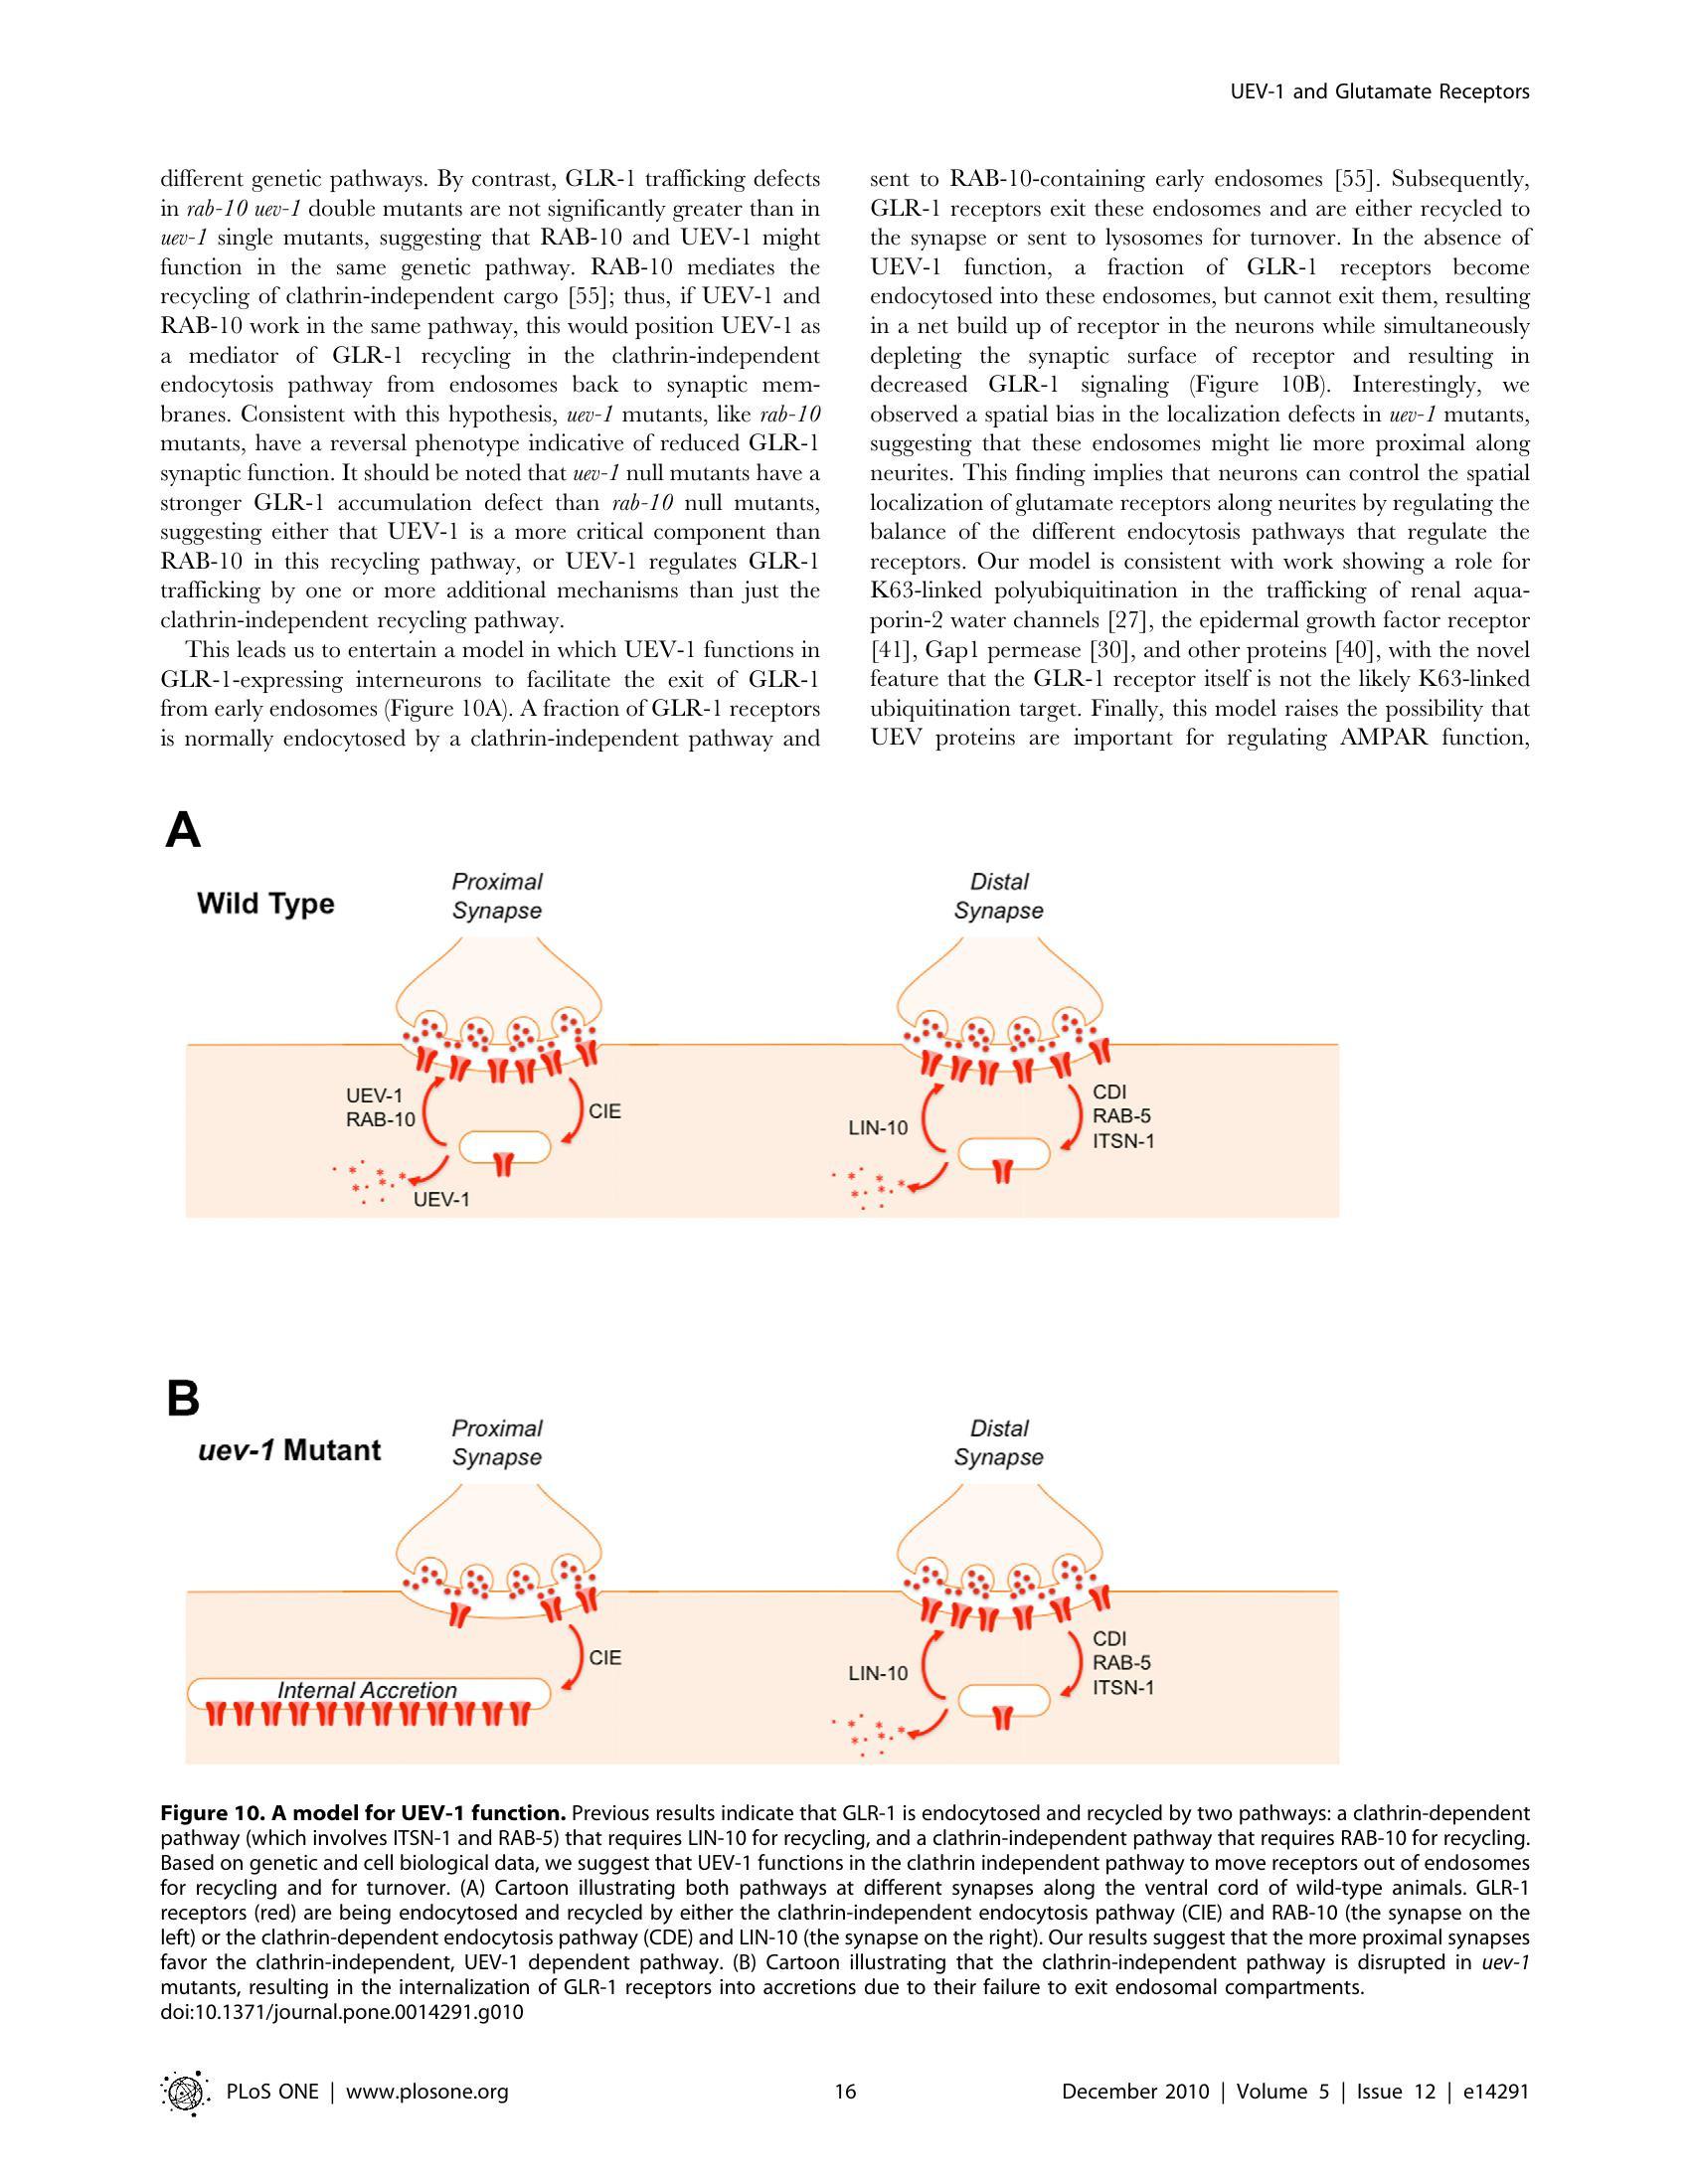 UEV-1 and Glutamate Receptors
different genetic pathways. By contrast, GLR-1 trafficking defects
in rab-10 uev-1 double mutants are not significantly greater than in
uev-1 single mutants, suggesting that RAB-10 and UEV-1 might
function in the same genetic pathway. RAB-10 mediates the
recycling of clathrin-independent cargo [55]; thus, if UEV-1 and
RAB-10 work in the same pathway, this would position UEV-1 as
a mediator of GLR-1 recycling in the clathrin-independent
endocytosis pathway from endosomes back to synaptic mem-
branes. Consistent with this hypothesis, uev-1 mutants, like rab-10
mutants, have a reversal phenotype indicative of reduced GLR-1
synaptic function. It should be noted that uev-1 null mutants have a
stronger GLR-1 accumulation defect than rab-10 null mutants,
suggesting either that UEV-1 is a more critical component than
RAB-10 in this recycling pathway, or UEV-1 regulates GLR-1
trafficking by one or more additional mechanisms than just the
clathrin-independent recycling pathway.
This leads us to entertain a model in which UEV-1 functions in
GLR-1-expressing interneurons to facilitate the exit of GLR-1
from early endosomes (Figure 10A). A fraction of GLR-1 receptors
is normally endocytosed by a clathrin-independent pathway and
sent to RAB-10-containing early endosomes [55]. Subsequently,
GLR-1 receptors exit these endosomes and are either recycled to
the synapse or sent to lysosomes for turnover. In the absence of
UEV-1 function, a fraction of GLR-1 receptors become
endocytosed into these endosomes, but cannot exit them, resulting
in a net build up of receptor in the neurons while simultaneously
depleting the synaptic surface of receptor and resulting in
decreased GLR-1 signaling (Figure 10B). Interestingly, we
observed a spatial bias in the localization defects in uev-1 mutants,
suggesting that these endosomes might lie more proximal along
neurites. This finding implies that neurons can control the spatial
localization of glutamate receptors along neurites by regulating the
balance of the different endocytosis pathways that regulate the
receptors. Our model is consistent with work showing a role for
K63-linked polyubiquitination in the trafficking of renal aqua-
porin-2 water channels [27], the epidermal growth factor receptor
[41], Gap1 permease [30], and other proteins [40], with the novel
feature that the GLR-1 receptor itself is not the likely K63-linked
ubiquitination target. Finally, this model raises the possibility that
UEV proteins are important for regulating AMPAR function,
A
Wild Type
Proximal
Synapse
Distal
Synapse
UEV-1
RAB-10
CIE
UEV-1
LIN-10
CDI
RAB-5
ITSN-1
B
uev-1 Mutant
Proximal
Synapse
Distal
Synapse
CIE
Internal Accretion
LIN-10
CDI
RAB-5
ITSN-1
Figure 10. A model for UEV-1 function. Previous results indicate that GLR-1 is endocytosed and recycled by two pathways: a clathrin-dependent
pathway (which involves ITSN-1 and RAB-5) that requires LIN-10 for recycling, and a clathrin-independent pathway that requires RAB-10 for recycling.
Based on genetic and cell biological data, we suggest that UEV-1 functions in the clathrin independent pathway to move receptors out of endosomes
for recycling and for turnover. (A) Cartoon illustrating both pathways at different synapses along the ventral cord of wild-type animals. GLR-1
receptors (red) are being endocytosed and recycled by either the clathrin-independent endocytosis pathway (CIE) and RAB-10 (the synapse on the
left) or the clathrin-dependent endocytosis pathway (CDE) and LIN-10 (the synapse on the right). Our results suggest that the more proximal synapses
favor the clathrin-independent, UEV-1 dependent pathway. (B) Cartoon illustrating that the clathrin-independent pathway is disrupted in uev-1
mutants, resulting in the internalization of GLR-1 receptors into accretions due to their failure to exit endosomal compartments.
doi:10.1371/journal.pone.0014291.g010
PLoS ONE | www.plosone.org
16
December 2010 | Volume 5 | Issue 12 | e14291